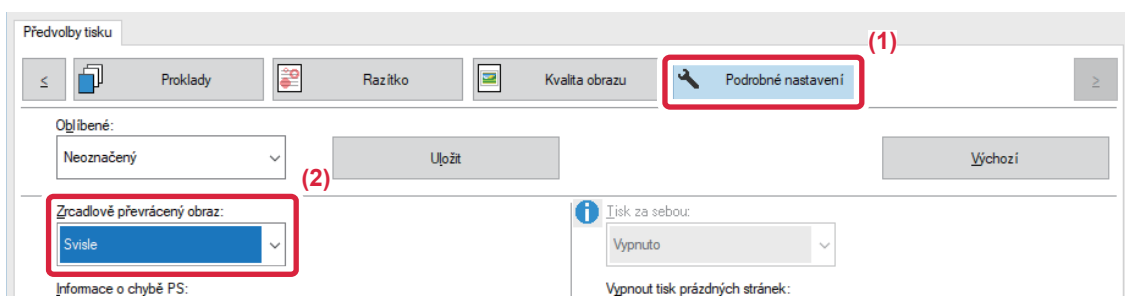 Předvolby tisku
(1)
≤ Proklady Razítko Kvalita obrazu Podrobné nastavení ≥
Oblíbené:
Neoznačený Uložit Výchozí
(2)
Zrcadlově převrácený obraz: Tisk za sebou:
Svisle Vypnuto
Informace o chybě PS: Vypnout tisk prázdných stránek: